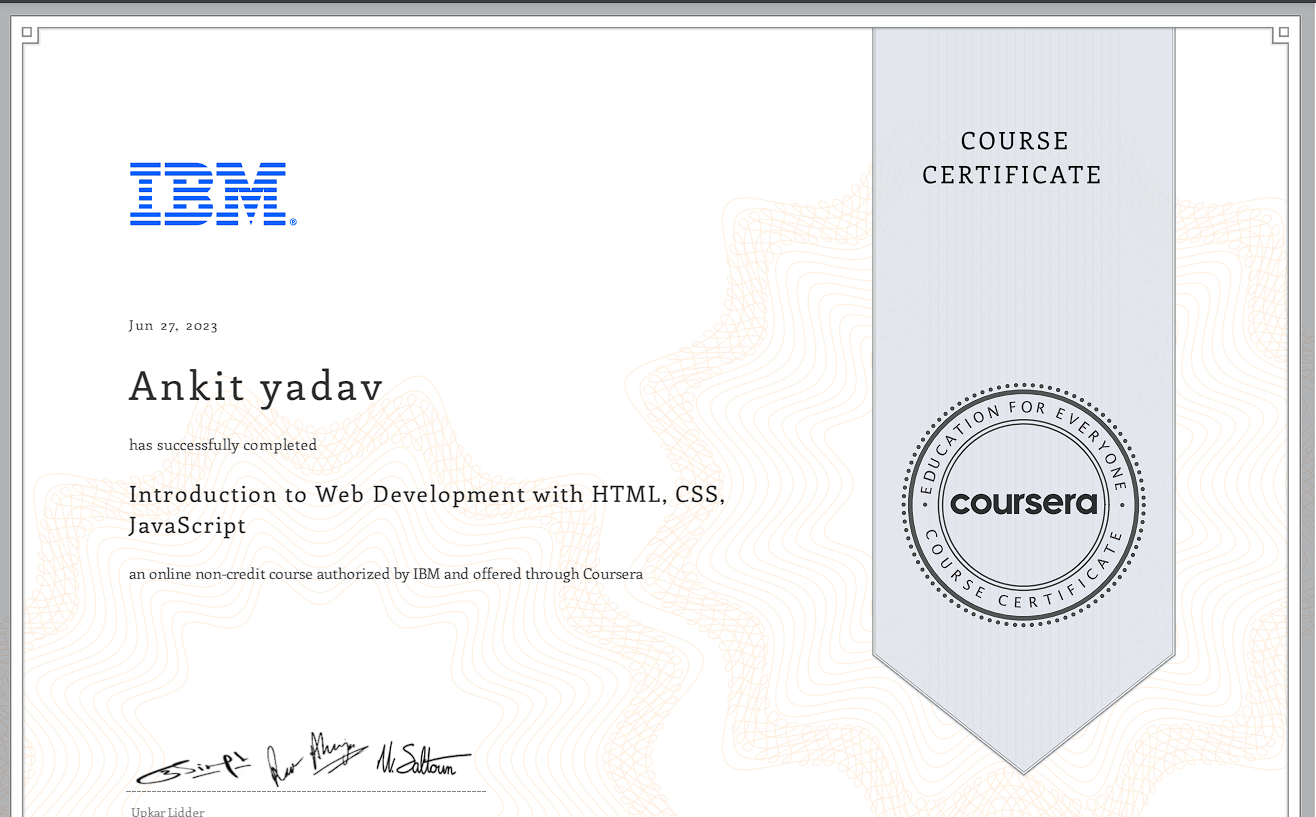 COURSE
CERTIFICATE
IBM®
Jun 27, 2023
Ankit yadav
has successfully completed
Introduction to Web Development with HTML, CSS,
JavaScript
an online non-credit course authorized by IBM and offered through Coursera
EDUCATION FOR EVERYONE
coursera
COURSE CERTIFICATE
M. Saltoun
Upkar Lidder